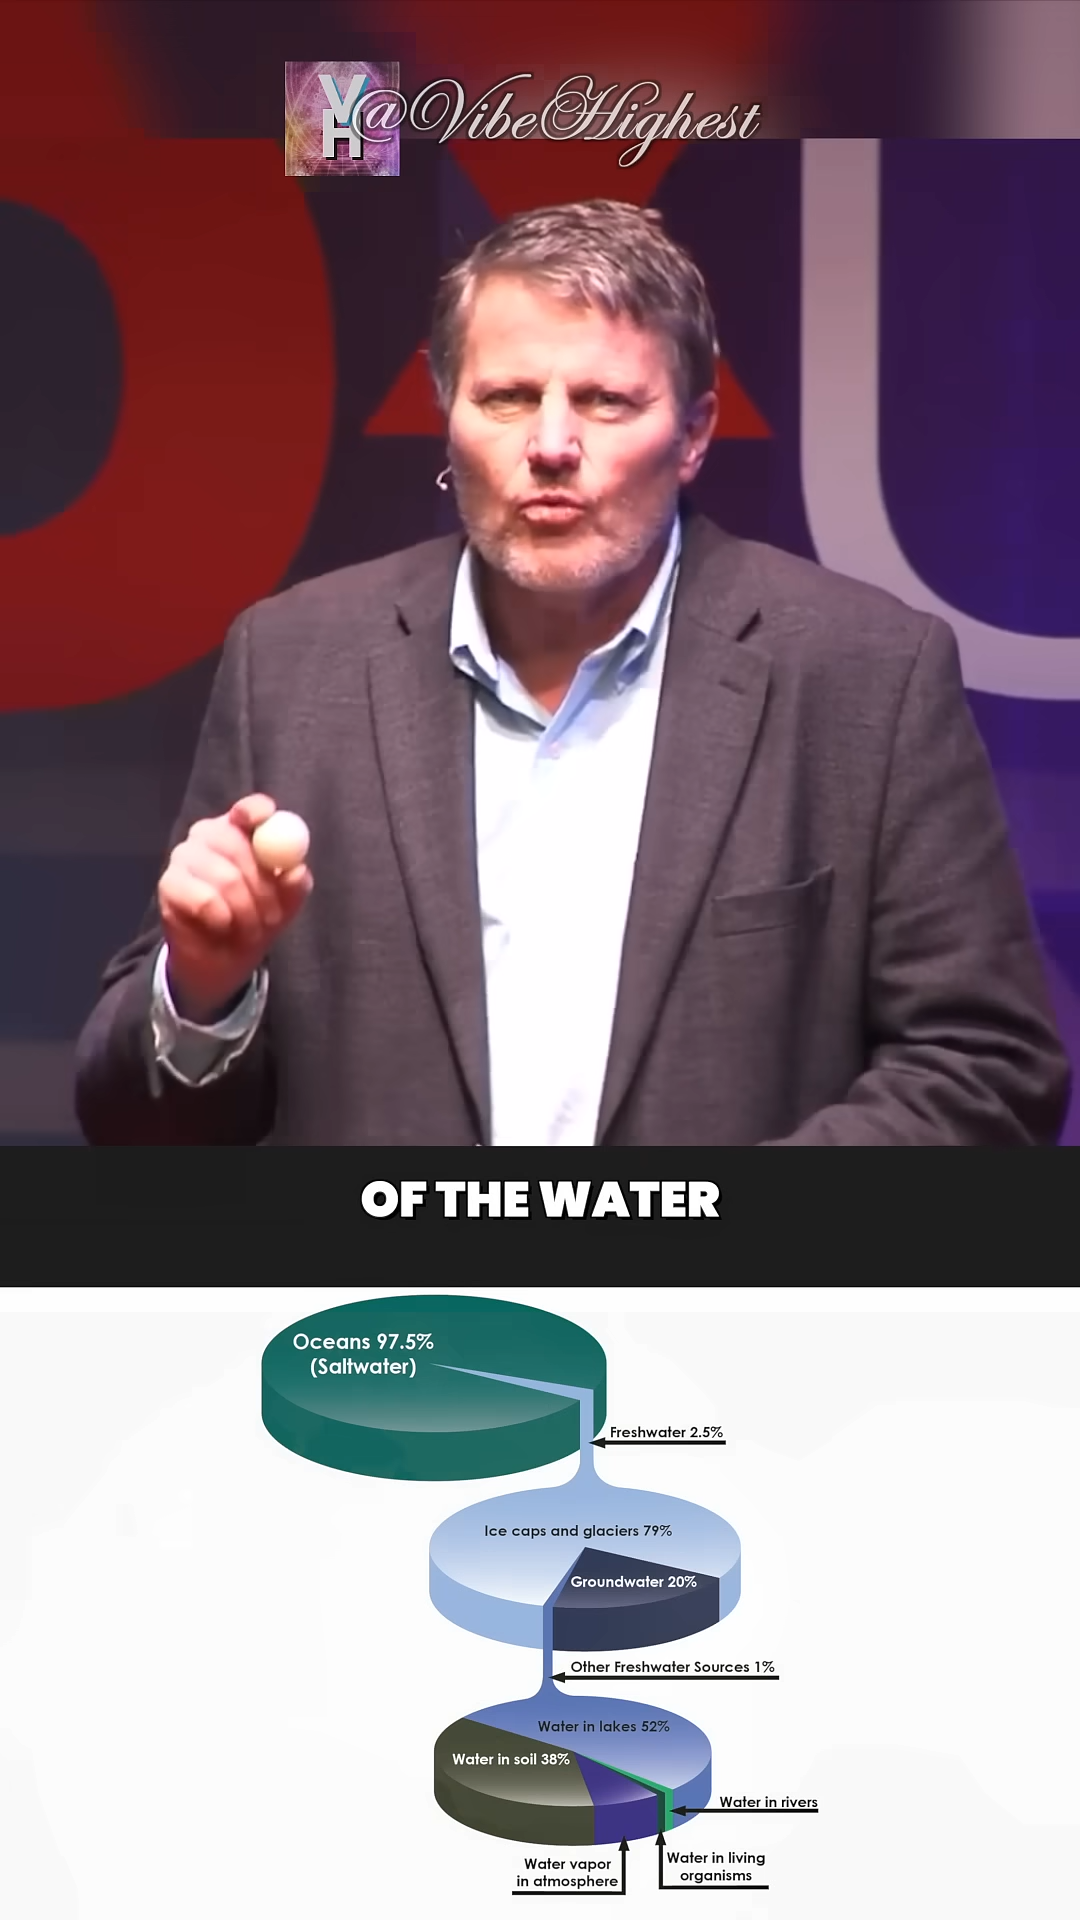 VH
@VibeHighest
OF THE WATER
Oceans 97.5%
(Saltwater)
Freshwater 2.5%
Ice caps and glaciers 79%
Groundwater 20%
Other Freshwater Sources 1%
Water in lakes 52%
Water in soil 38%
Water in rivers
Water in living
organisms
Water vapor
in atmosphere